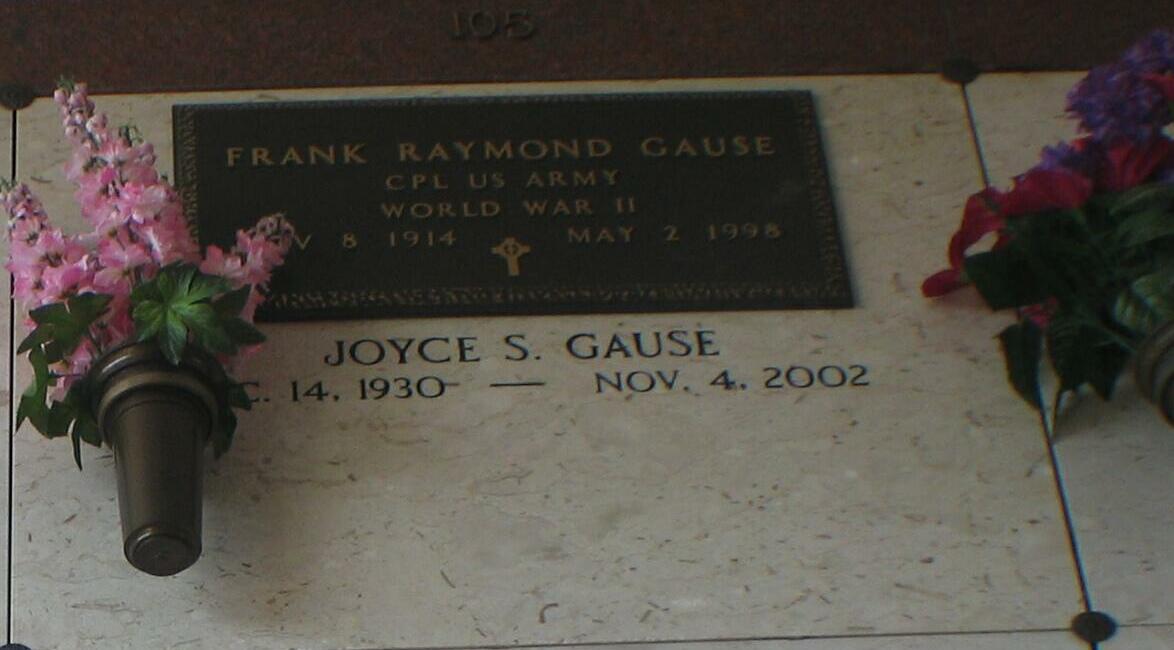 105
FRANK RAYMOND GAUSE
CPL US ARMY
WORLD WAR II
V 8 1914 MAY 2 1998
JOYCE S. GAUSE
C. 14, 1930 — NOV. 4, 2002